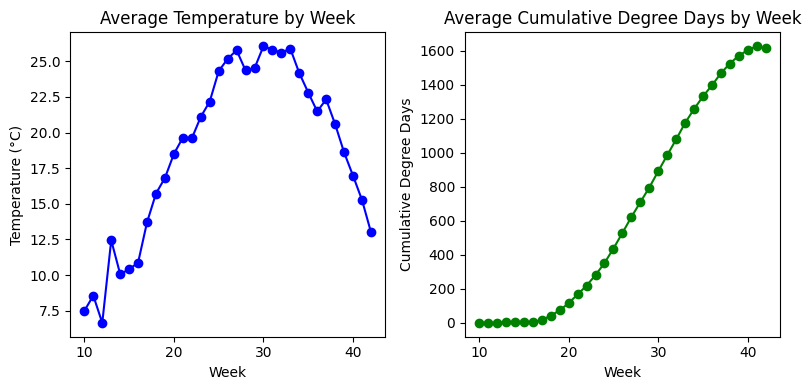 Average Temperature by Week
Temperature (°C)
25.0
22.5
20.0
17.5
15.0
12.5
10.0
7.5
10 20 30 40
Week
Average Cumulative Degree Days by Week
Cumulative Degree Days
1600
1400
1200
1000
800
600
400
200
0
10 20 30 40
Week